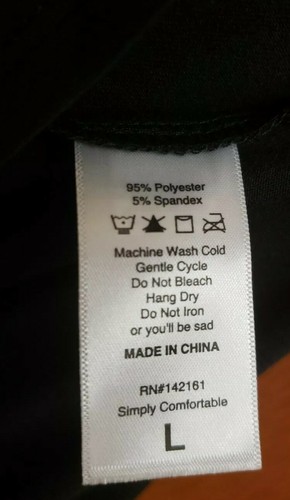 95% Polyester
5% Spandex
Machine Wash Cold
Gentle Cycle
Do Not Bleach
Hang Dry
Do Not Iron
or you'll be sad
MADE IN CHINA
RN#142161
Simply Comfortable
L